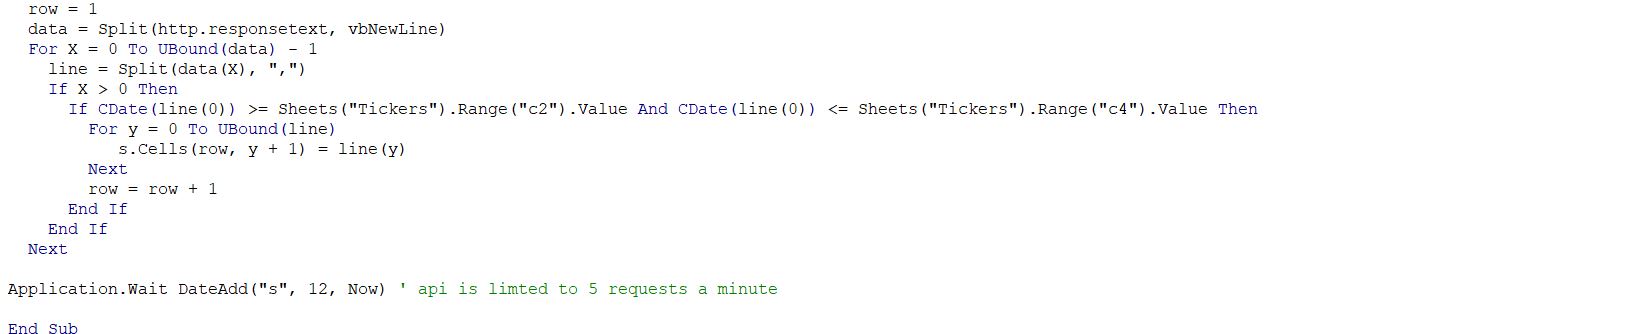 row = 1
data = Split(http.responsetext, vbNewLine)
For X = 0 To UBound(data) - 1
line = Split(data(X), ",")
If X > 0 Then
If CDate(line(0)) >= Sheets("Tickers").Range("c2").Value And CDate(line(0)) <= Sheets("Tickers").Range("c4").Value Then
For y = 0 To UBound(line)
s.Cells(row, y + 1) = line(y)
Next
row = row + 1
End If
End If
Next
Application.Wait DateAdd("s", 12, Now) ' api is limted to 5 requests a minute
End Sub